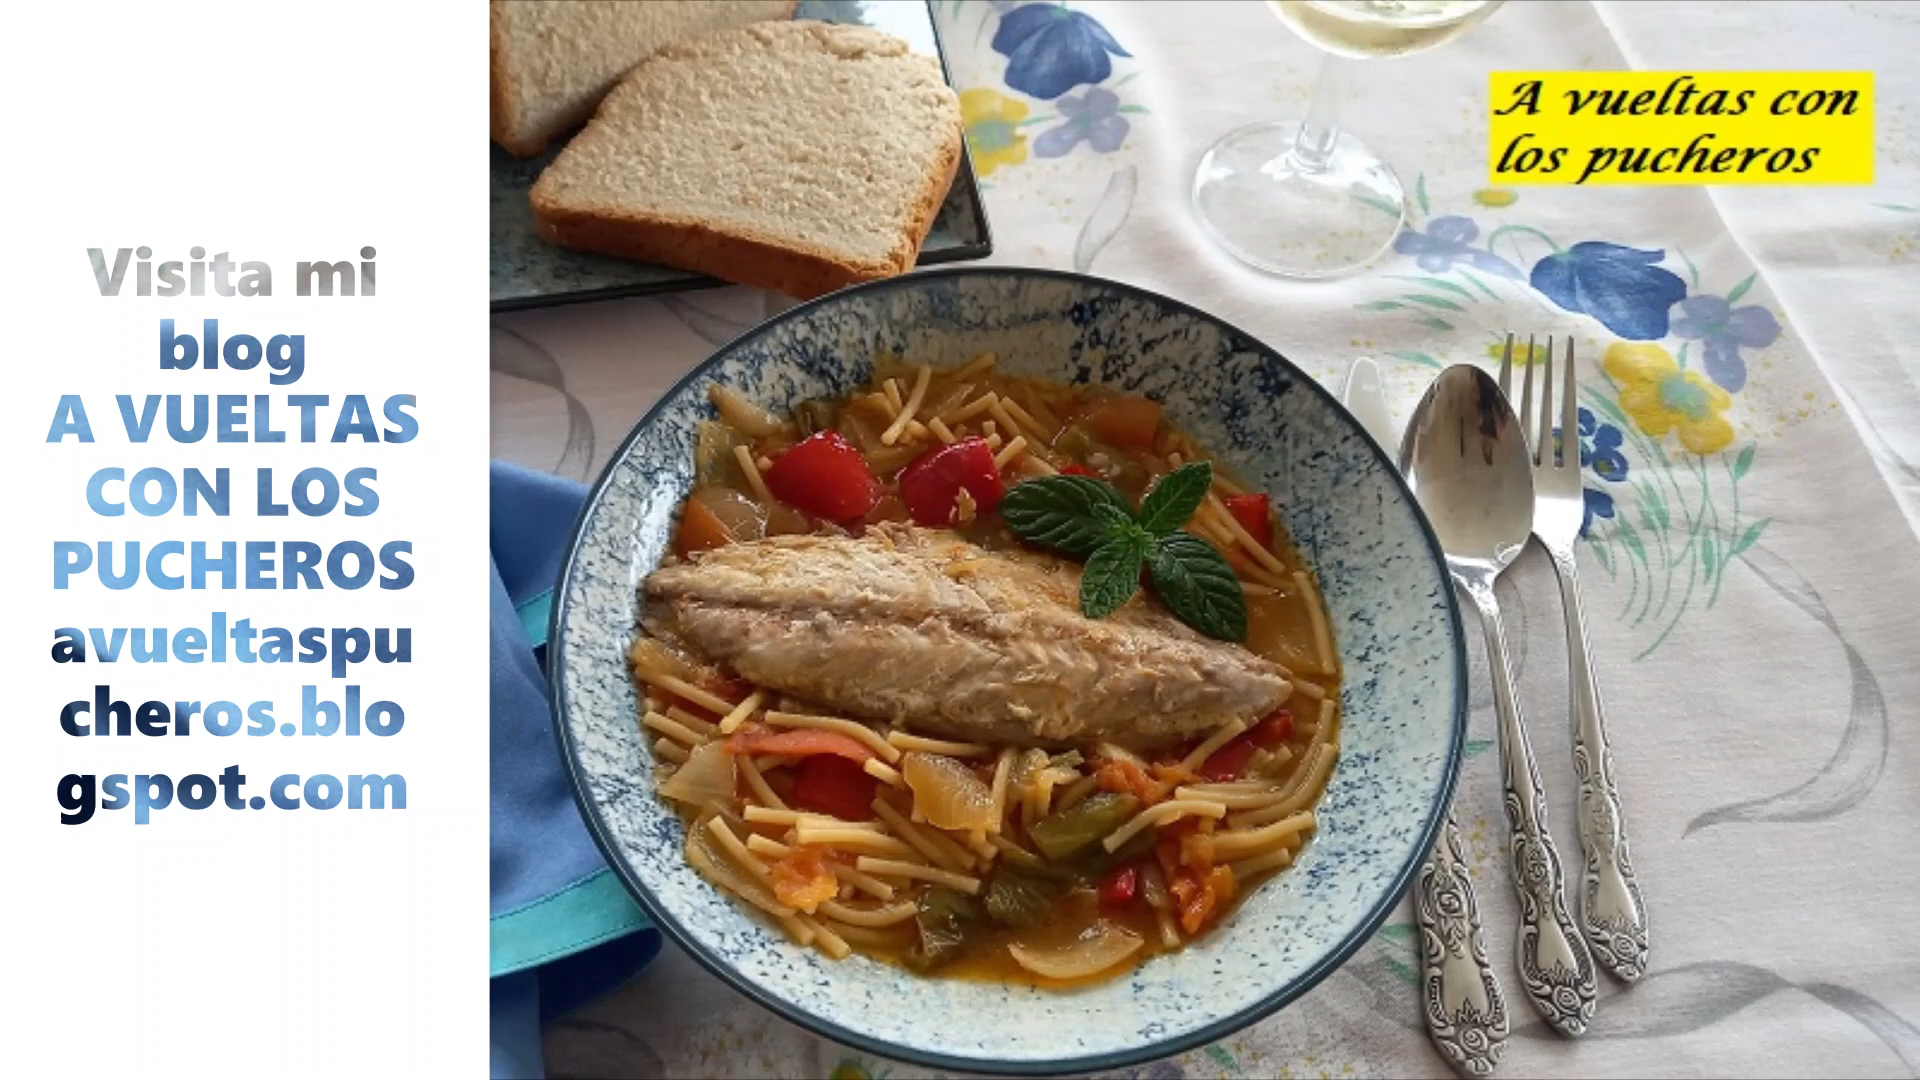 Visita mi
blog
A VUELTAS
CON LOS
PUCHEROS
avueltaspu
cheros.blo
gspot.com
A vueltas con
los pucheros